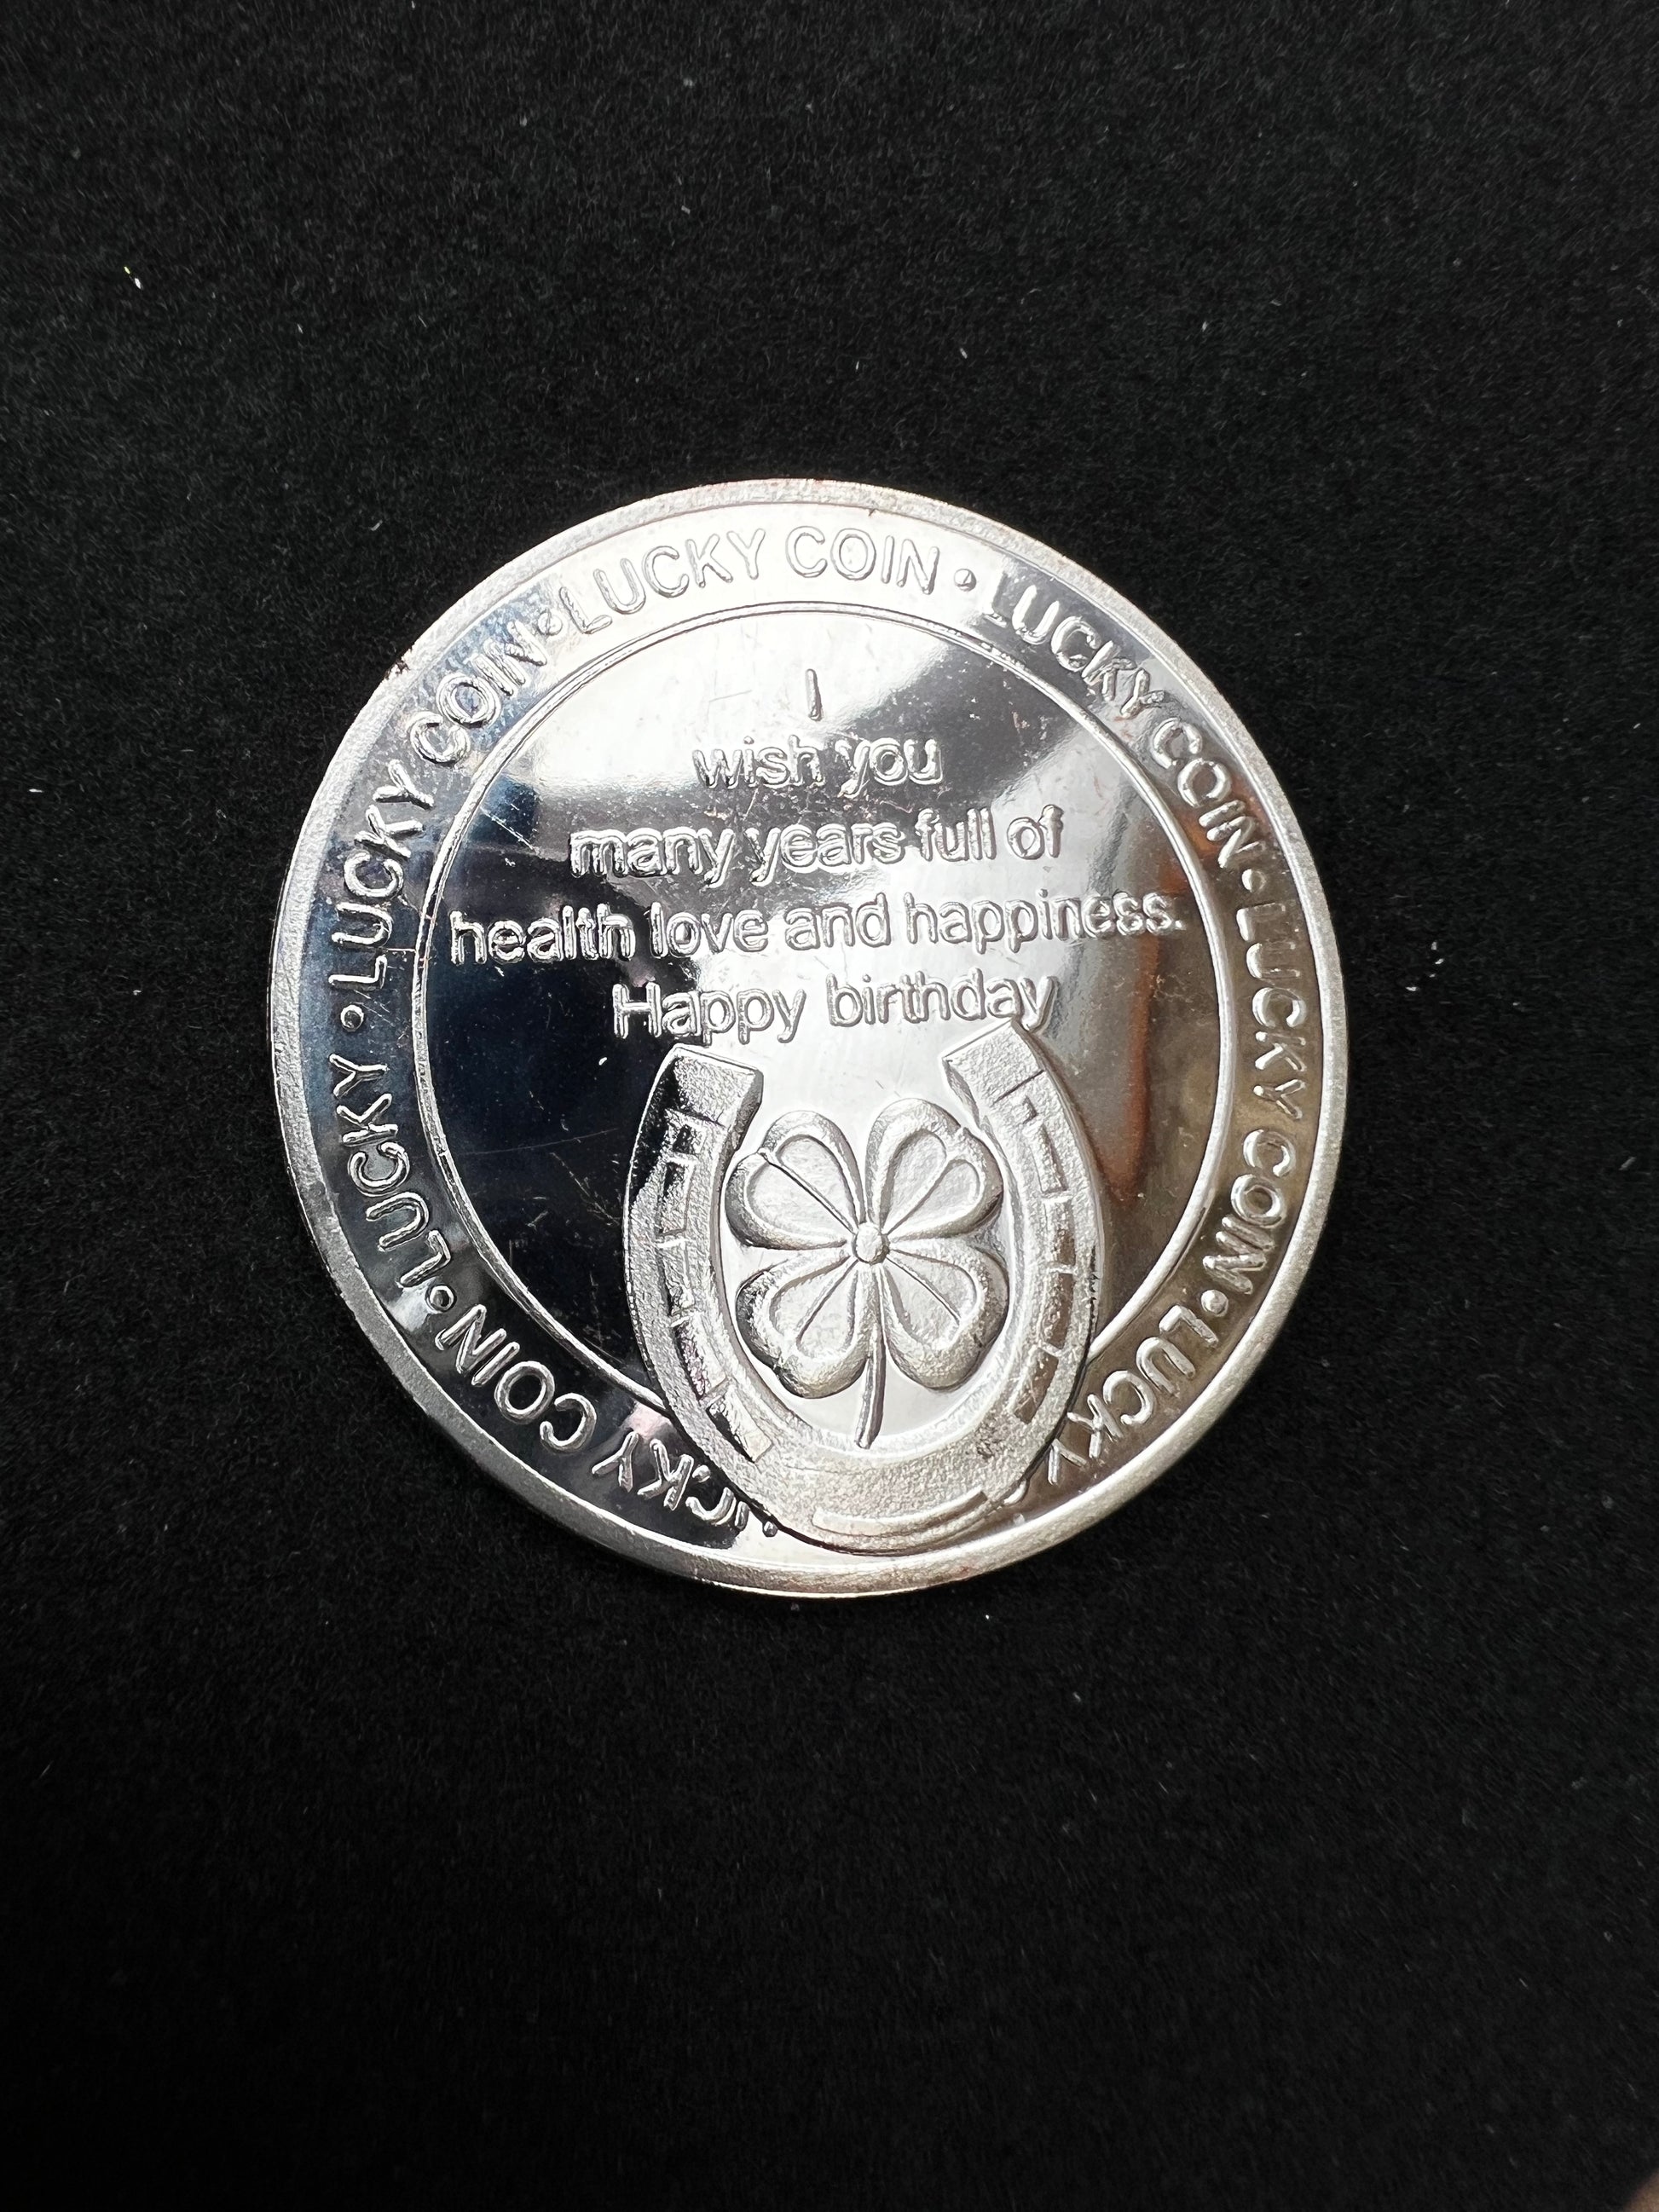 LUCKY COIN • LUCKY COIN • LUCKY COIN • LUCKY
LUCKY COIN • LUCKY • LUCKY COIN •
I
wish you
many years full of
health love and happiness.
Happy birthday